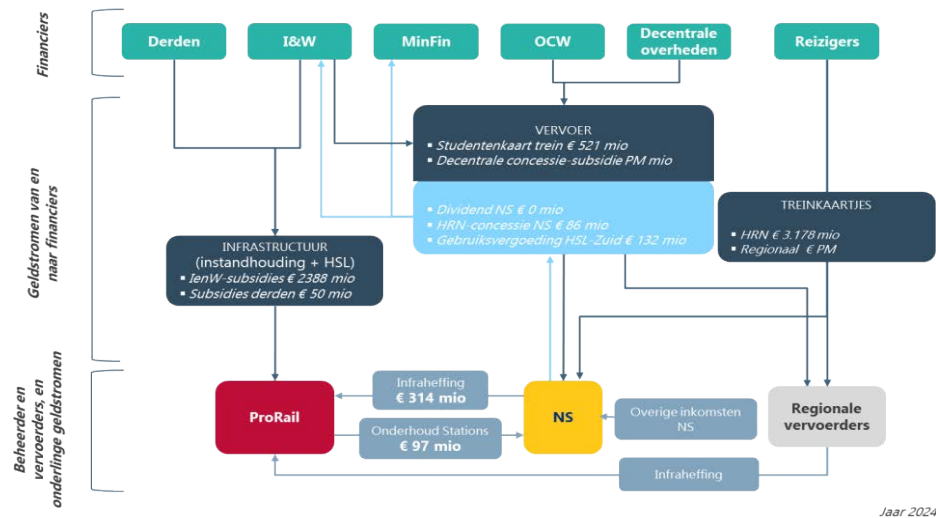 Financiers
Derden
I&W
MinFin
OCW
Decentrale
overheden
Reizigers
Geldstromen van en
naar financiers
VERVOER
▪ Studentenkaart trein € 521 mio
▪ Decentrale concessie-subsidie PM mio
▪ Dividend NS € 0 mio
▪ HRN-concessie NS € 86 mio
▪ Gebruiksvergoeding HSL-Zuid € 132 mio
TREINKAARTJES
▪ HRN € 3.178 mio
▪ Regionaal € PM
INFRASTRUCTUUR
(instandhouding + HSL)
▪ IenW-subsidies € 2388 mio
▪ Subsidies derden € 50 mio
Beheerder en
vervoerders, en
onderlinge geldstromen
ProRail
Infraheffing
€ 314 mio
Onderhoud Stations
€ 97 mio
NS
Overige inkomsten
NS
Regionale
vervoerders
Infraheffing
Jaar 2024